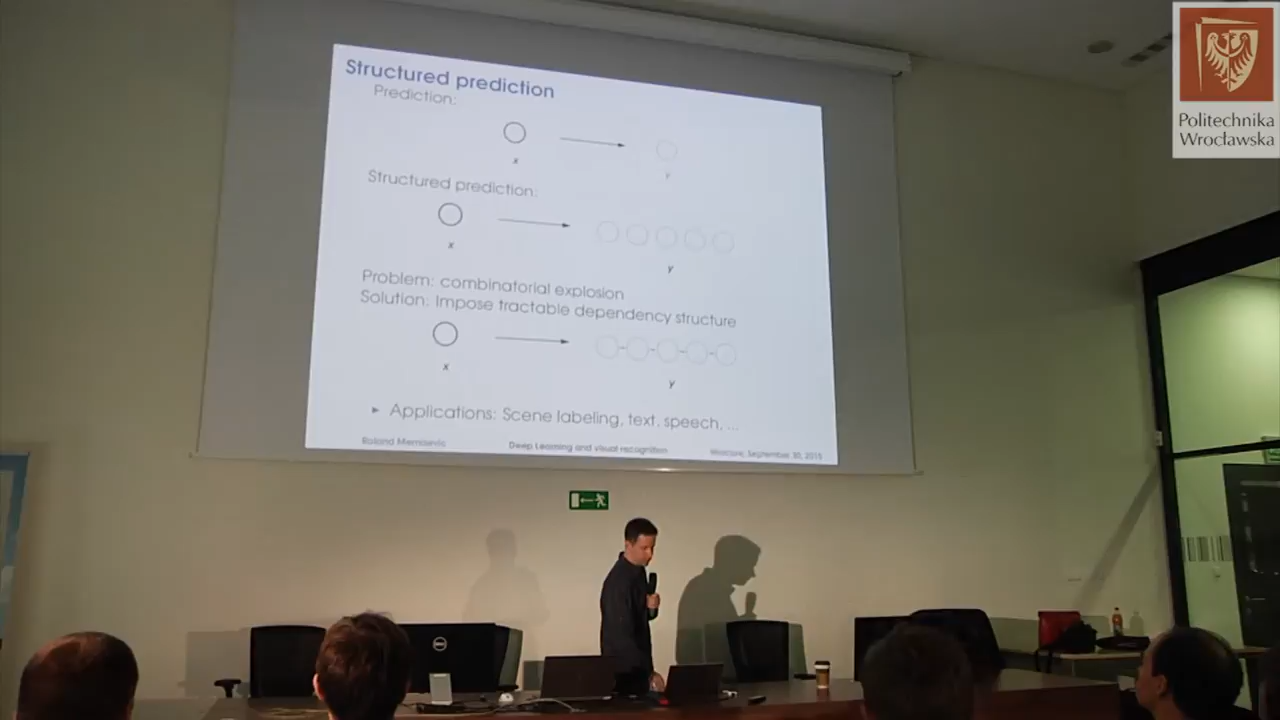 Structured prediction
Prediction:
x
y
Structured prediction:
x
y
Problem: combinatorial explosion
Solution: Impose tractable dependency structure
x
y
► Applications: Scene labeling, text, speech, ...
Roland Memisevic
Deep Learning and visual recognition
Wroclaw, September 30, 2015
Politechnika
Wrocławska
DELL